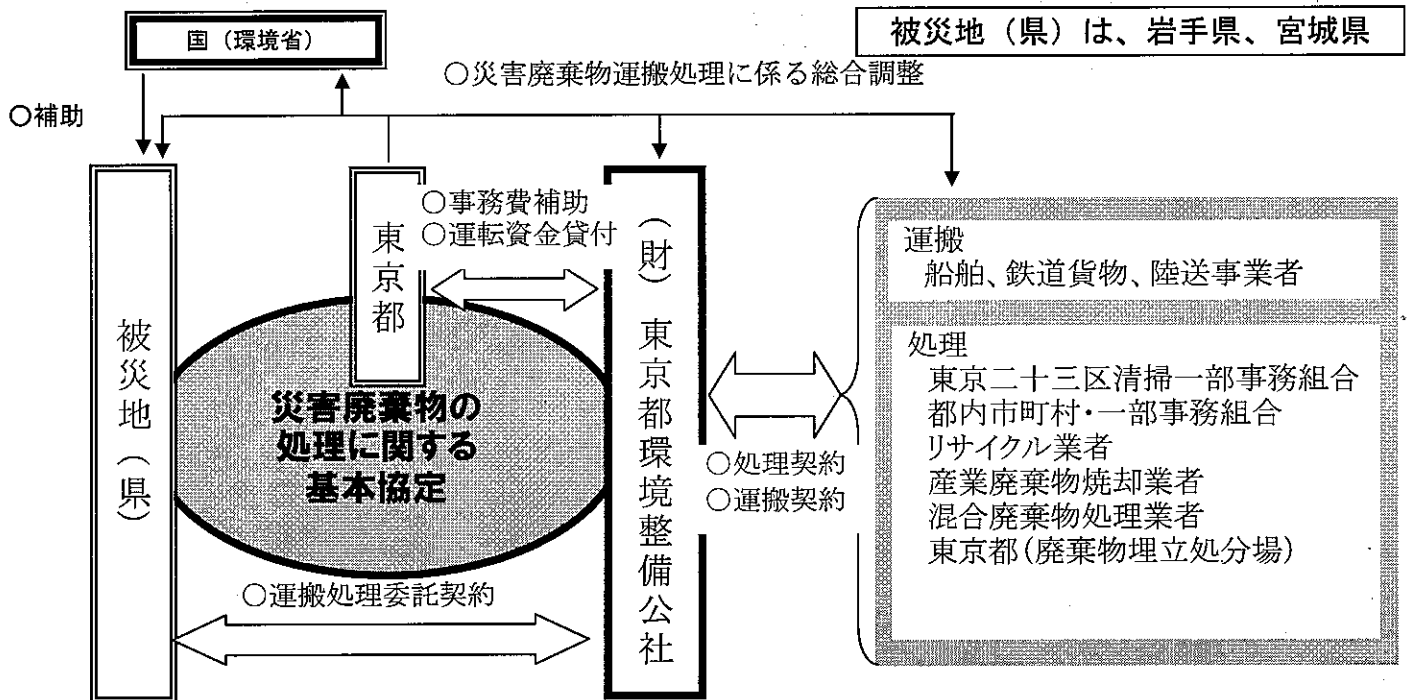 国（環境省）
被災地（県）は、岩手県、宮城県
○災害廃棄物運搬処理に係る総合調整
○補助
被災地（県）
東京都
○事務費補助
○運転資金貸付
（財）東京都環境整備公社
災害廃棄物の
処理に関する
基本協定
○運搬処理委託契約
○処理契約
○運搬契約
運搬
船舶、鉄道貨物、陸送事業者
処理
東京二十三区清掃一部事務組合
都内市町村・一部事務組合
リサイクル業者
産業廃棄物焼却業者
混合廃棄物処理業者
東京都（廃棄物埋立処分場）